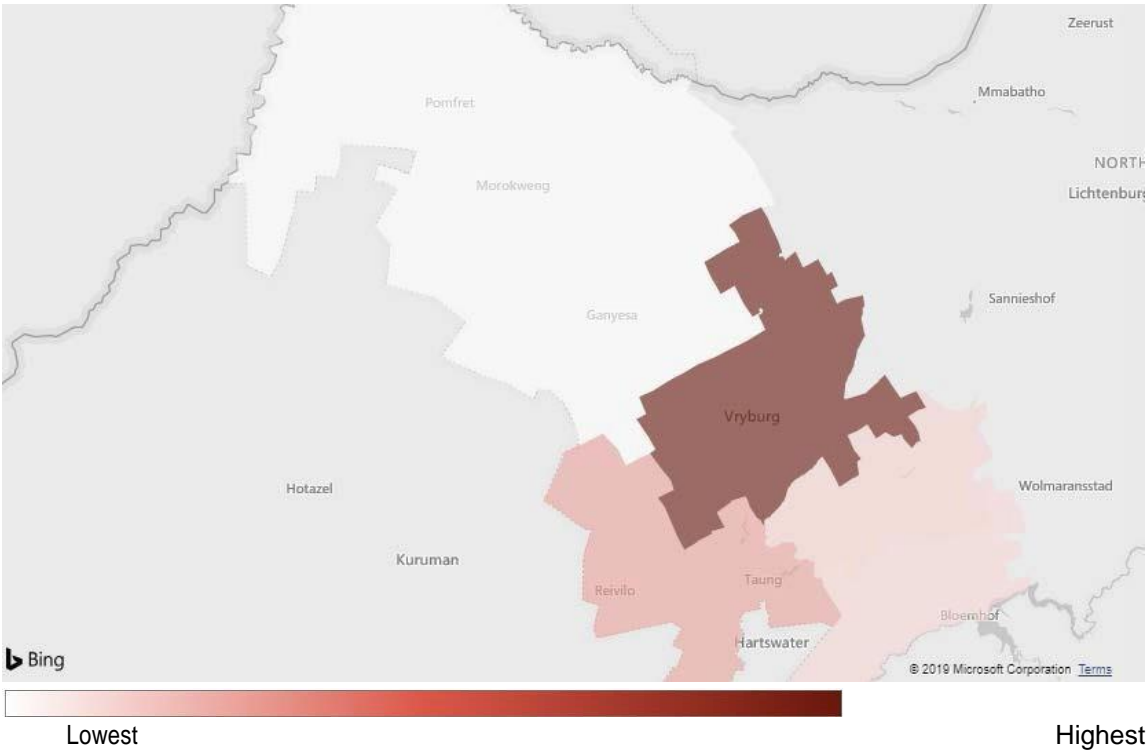 Zeerust
Mmabatho
Pomfret
NORTH
Morokweng
Lichtenburg
Sannieshof
Ganyesa
Vryburg
Hotazel
Wolmaransstad
Kuruman
Taung
Reivilo
Bloemhof
Hartswater
Bing
© 2019 Microsoft Corporation Terms
Lowest Highest